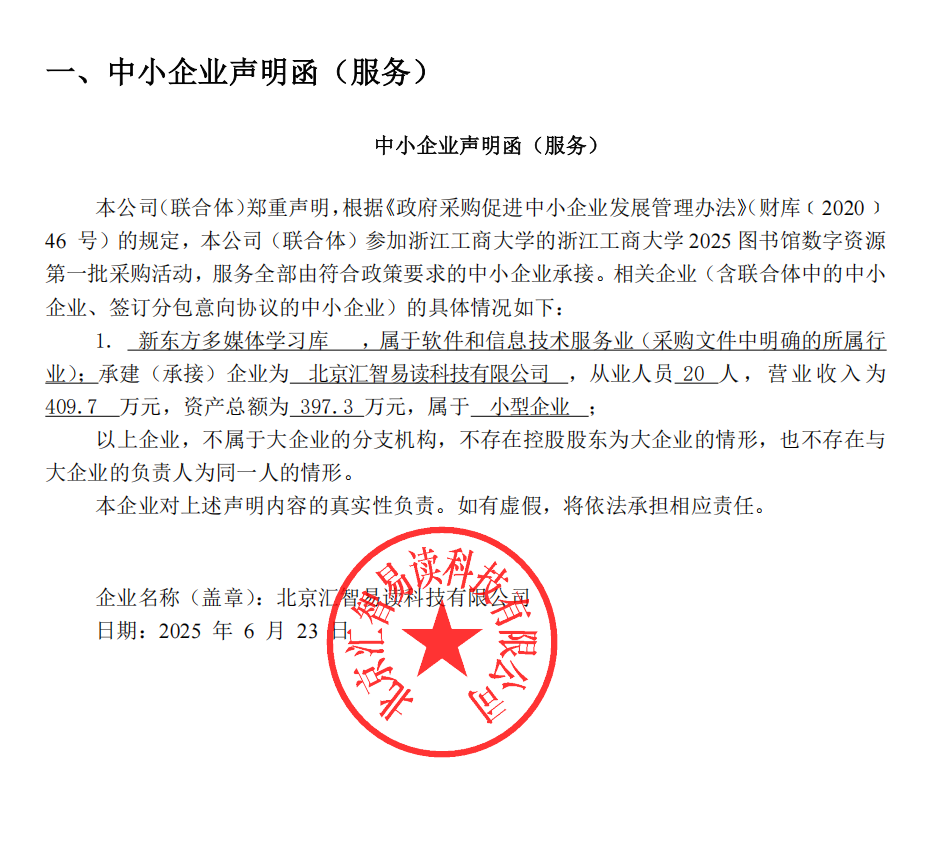 一、中小企业声明函（服务）
中小企业声明函（服务）
本公司（联合体）郑重声明，根据《政府采购促进中小企业发展管理办法》（财库﹝2020﹞
46 号）的规定，本公司（联合体）参加浙江工商大学的浙江工商大学 2025 图书馆数字资源
第一批采购活动，服务全部由符合政策要求的中小企业承接。相关企业（含联合体中的中小
企业、签订分包意向协议的中小企业）的具体情况如下：
1. 新东方多媒体学习库 ，属于软件和信息技术服务业（采购文件中明确的所属行
业）；承建（承接）企业为 北京汇智易读科技有限公司 ，从业人员 20 人，营业收入为
409.7 万元，资产总额为 397.3 万元，属于 小型企业 ；
以上企业，不属于大企业的分支机构，不存在控股股东为大企业的情形，也不存在与
大企业的负责人为同一人的情形。
本企业对上述声明内容的真实性负责。如有虚假，将依法承担相应责任。
企业名称（盖章）：北京汇智易读科技有限公司
日期：2025 年 6 月 23 日
北京汇智易读科技有限公司